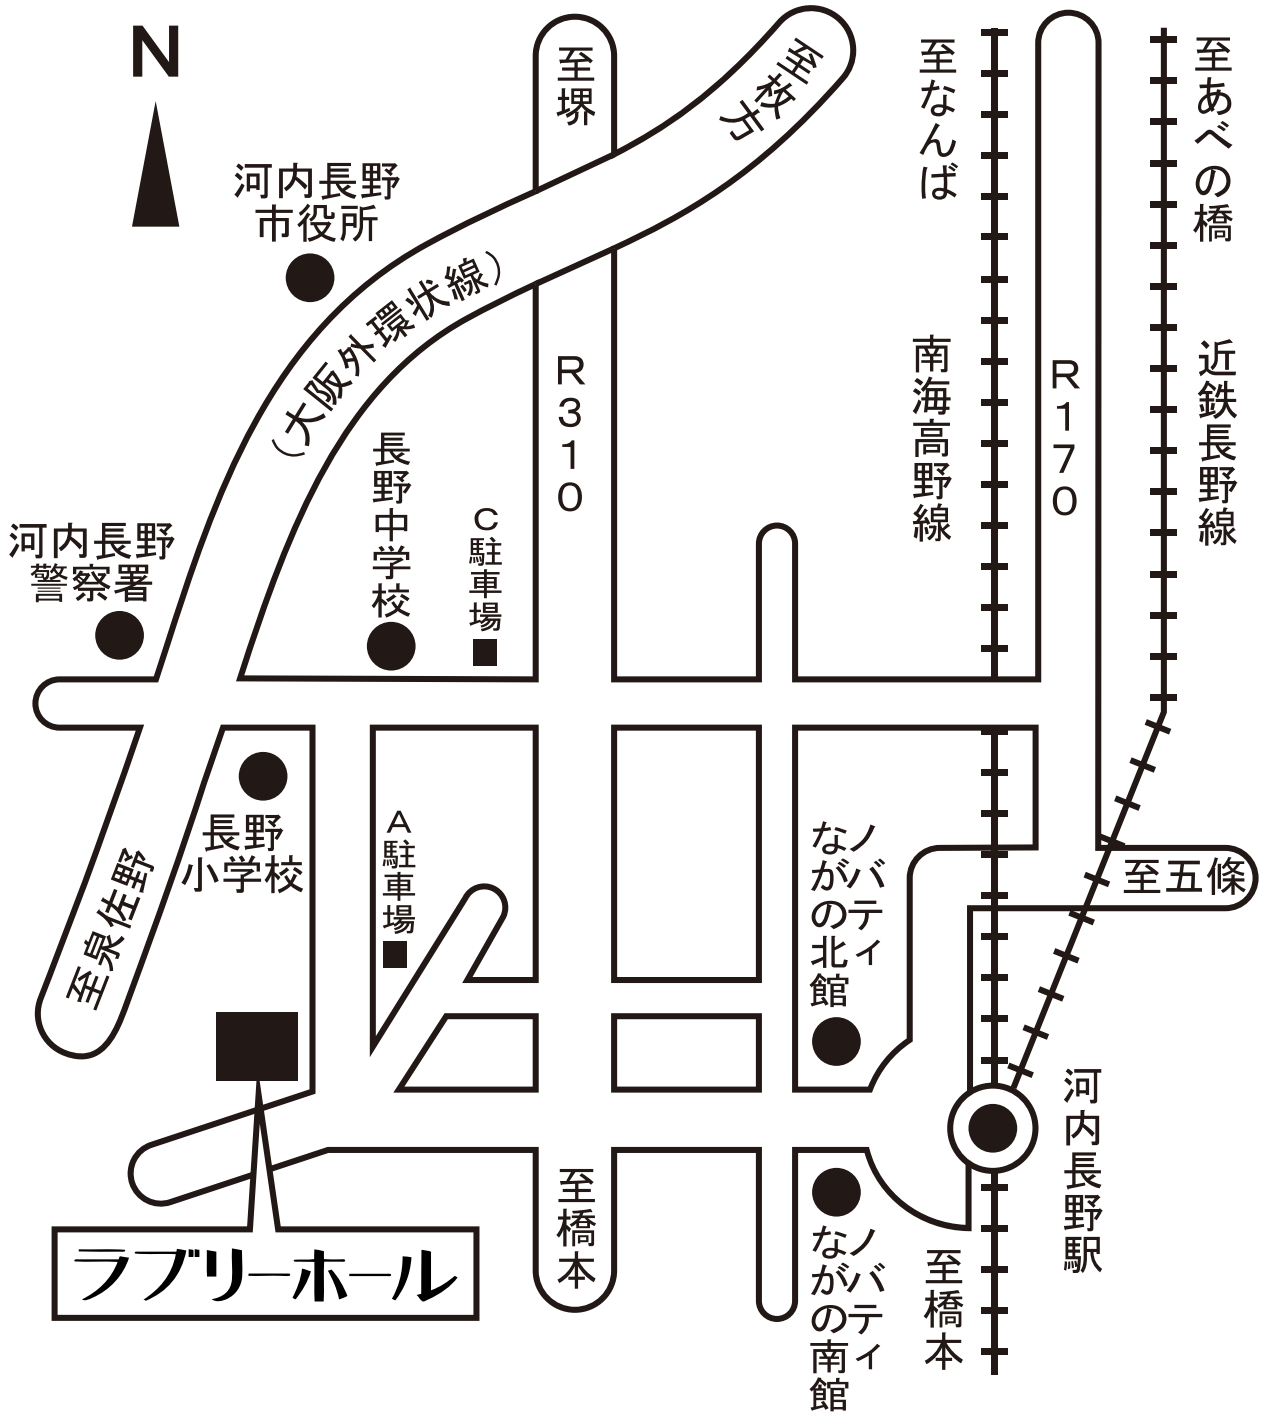 N
至堺
至枚方
至なんば
至あべの橋
河内長野
市役所
(大阪外環状線)
R310
南海高野線
R170
近鉄長野線
長野中学校
C駐車場
河内長野
警察署
長野
小学校
A駐車場
至泉佐野
ノバティ
ながの北館
至五條
河内長野駅
ラブリーホール
至橋本
ノバティ
ながの南館
至橋本